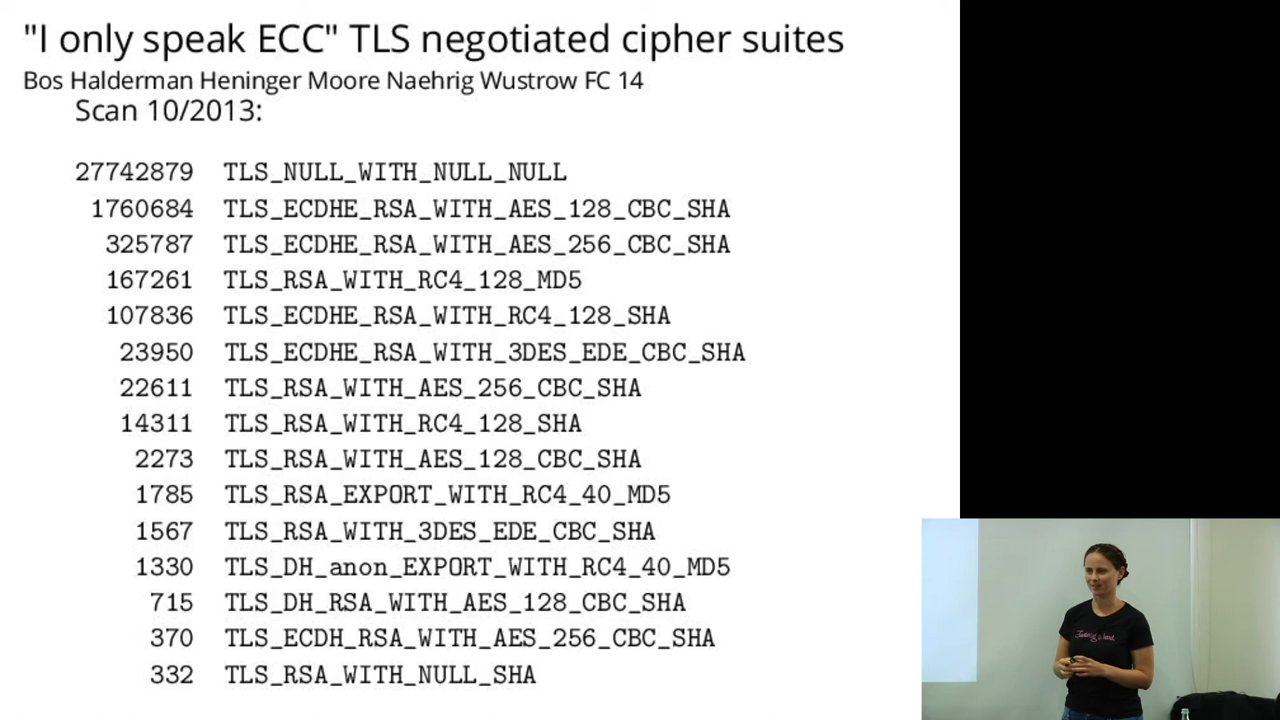 "I only speak ECC" TLS negotiated cipher suites
Bos Halderman Heninger Moore Naehrig Wustrow FC 14
Scan 10/2013:
27742879 TLS_NULL_WITH_NULL_NULL
1760684 TLS_ECDHE_RSA_WITH_AES_128_CBC_SHA
325787 TLS_ECDHE_RSA_WITH_AES_256_CBC_SHA
167261 TLS_RSA_WITH_RC4_128_MD5
107836 TLS_ECDHE_RSA_WITH_RC4_128_SHA
23950 TLS_ECDHE_RSA_WITH_3DES_EDE_CBC_SHA
22611 TLS_RSA_WITH_AES_256_CBC_SHA
14311 TLS_RSA_WITH_RC4_128_SHA
2273 TLS_RSA_WITH_AES_128_CBC_SHA
1785 TLS_RSA_EXPORT_WITH_RC4_40_MD5
1567 TLS_RSA_WITH_3DES_EDE_CBC_SHA
1330 TLS_DH_anon_EXPORT_WITH_RC4_40_MD5
715 TLS_DH_RSA_WITH_AES_128_CBC_SHA
370 TLS_ECDH_RSA_WITH_AES_256_CBC_SHA
332 TLS_RSA_WITH_NULL_SHA
is hard.